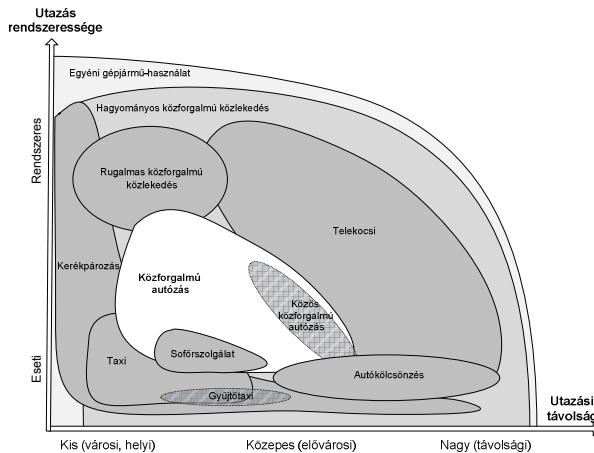 Utazás
rendszeressége
Egyéni gépjármű-használat
Hagyományos közforgalmú közlekedés
Rendszeres
Rugalmas közforgalmú
közlekedés
Telekocsi
Kerékpározás
Közforgalmú
autózás
Közös
közforgalmú
autózás
Eseti
Taxi
Sofőrszolgálat
Autókölcsönzés
Gyűjtőtaxi
Utazási
távolság
Kis (városi, helyi)
Közepes (elővárosi)
Nagy (távolsági)